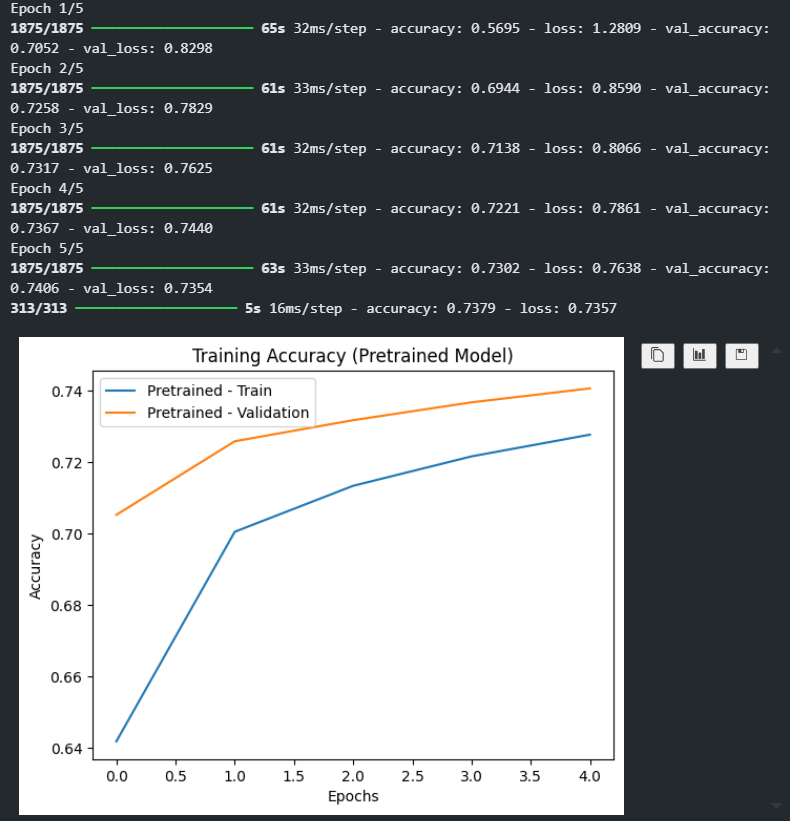 Epoch 1/5
1875/1875 ━━━━━━━━━━━━━━━━━━━━ 65s 32ms/step - accuracy: 0.5695 - loss: 1.2809 - val_accuracy:
0.7052 - val_loss: 0.8298
Epoch 2/5
1875/1875 ━━━━━━━━━━━━━━━━━━━━ 61s 33ms/step - accuracy: 0.6944 - loss: 0.8590 - val_accuracy:
0.7258 - val_loss: 0.7829
Epoch 3/5
1875/1875 ━━━━━━━━━━━━━━━━━━━━ 61s 32ms/step - accuracy: 0.7138 - loss: 0.8066 - val_accuracy:
0.7317 - val_loss: 0.7625
Epoch 4/5
1875/1875 ━━━━━━━━━━━━━━━━━━━━ 61s 32ms/step - accuracy: 0.7221 - loss: 0.7861 - val_accuracy:
0.7367 - val_loss: 0.7440
Epoch 5/5
1875/1875 ━━━━━━━━━━━━━━━━━━━━ 63s 33ms/step - accuracy: 0.7302 - loss: 0.7638 - val_accuracy:
0.7406 - val_loss: 0.7354
313/313 ━━━━━━━━━━━━━━━━━━━━ 5s 16ms/step - accuracy: 0.7379 - loss: 0.7357
Training Accuracy (Pretrained Model)
Pretrained - Train
Pretrained - Validation
0.74
0.72
0.70
0.68
0.66
0.64
Accuracy
0.0 0.5 1.0 1.5 2.0 2.5 3.0 3.5 4.0
Epochs